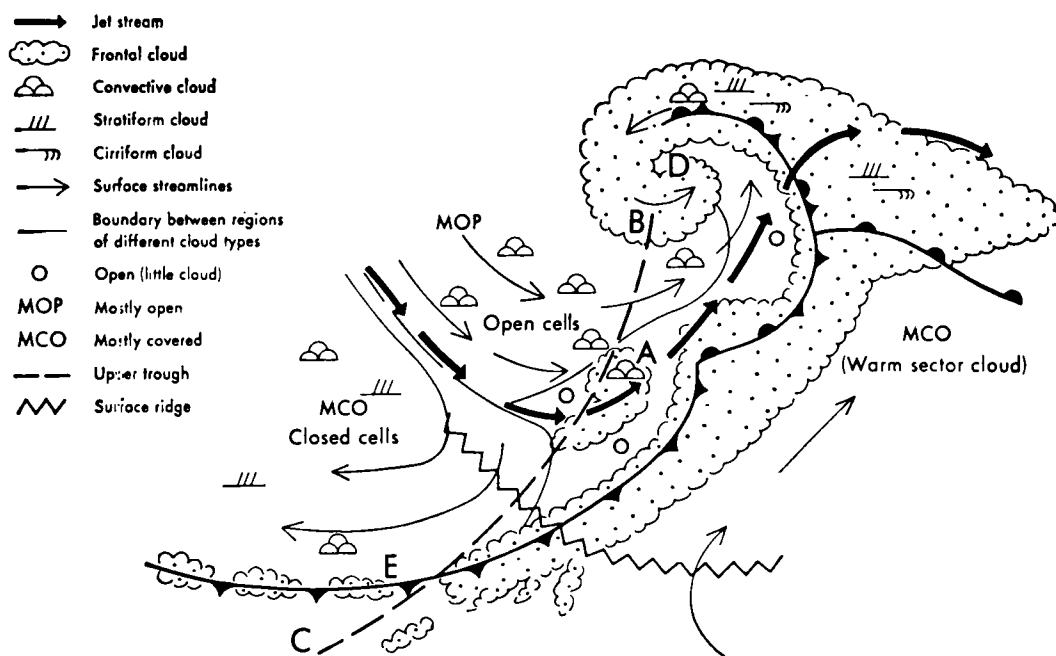 Jet stream
Frontal cloud
Convective cloud
Stratiform cloud
Cirriform cloud
Surface streamlines
Boundary between regions
of different cloud types
Open (little cloud)
MOP Mostly open
MCO Mostly covered
Upper trough
Surface ridge
D
B
MOP
Open cells
A
MCO
(Warm sector cloud)
MCO
Closed cells
E
C